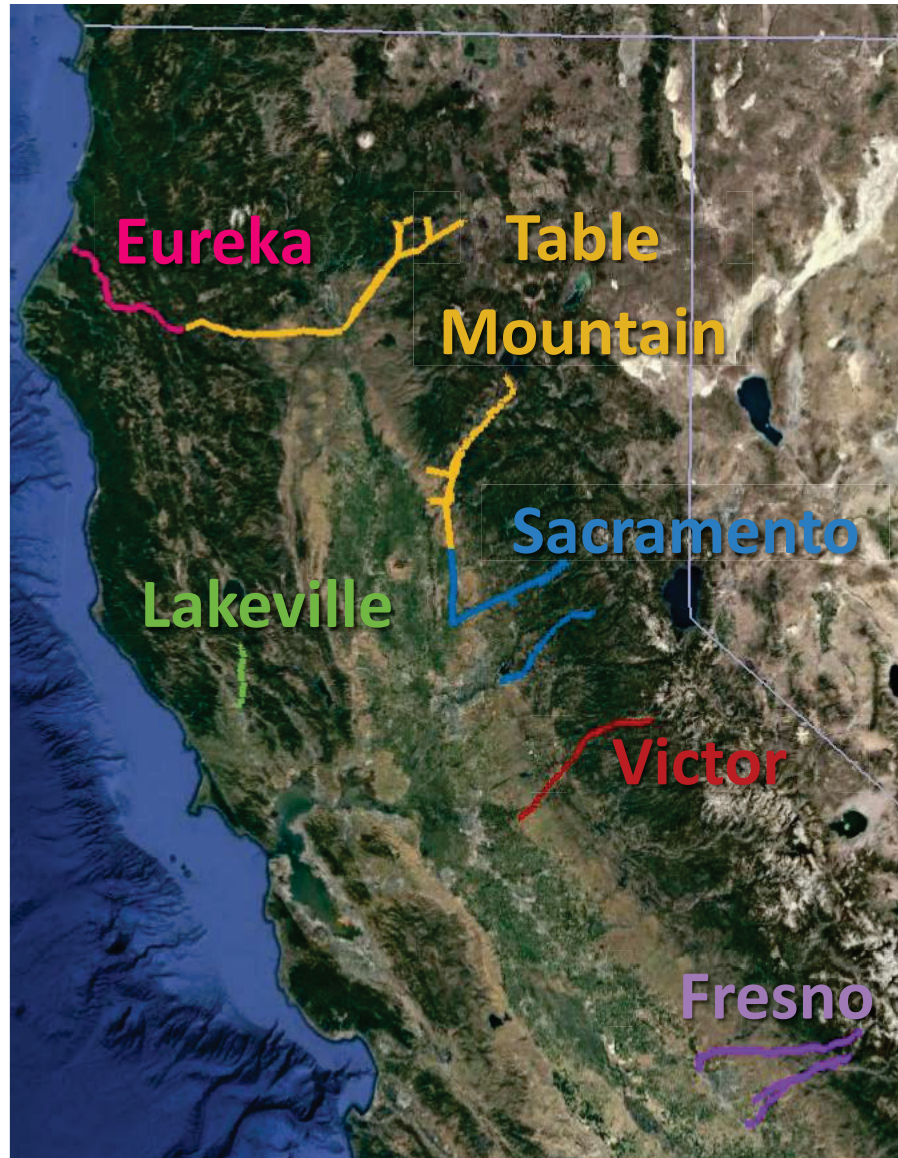 Eureka
Table
Mountain
Sacramento
Lakeville
Victor
Fresno